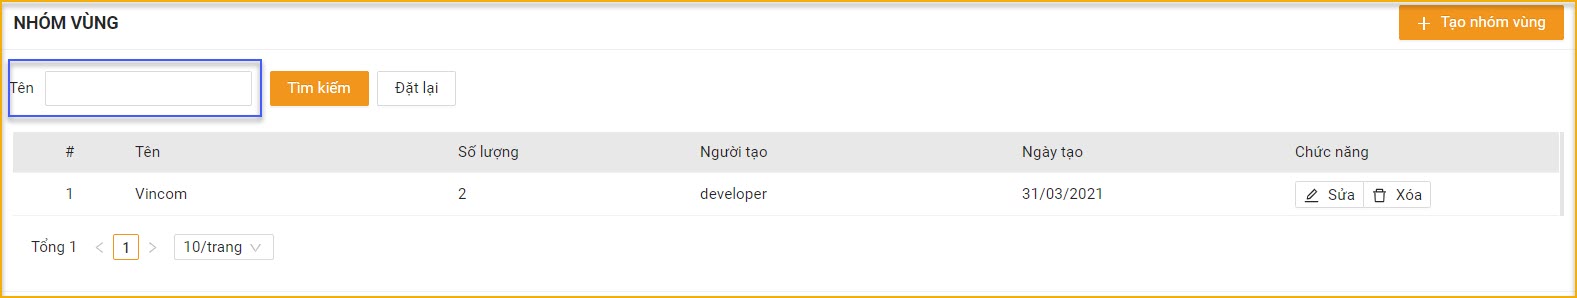 NHÓM VÙNG
+ Tạo nhóm vùng
Tên Tìm kiếm Đặt lại
# Tên Số lượng Người tạo Ngày tạo Chức năng
1 Vincom 2 developer 31/03/2021 Sửa Xóa
Tổng 1 < 1 > 10/trang